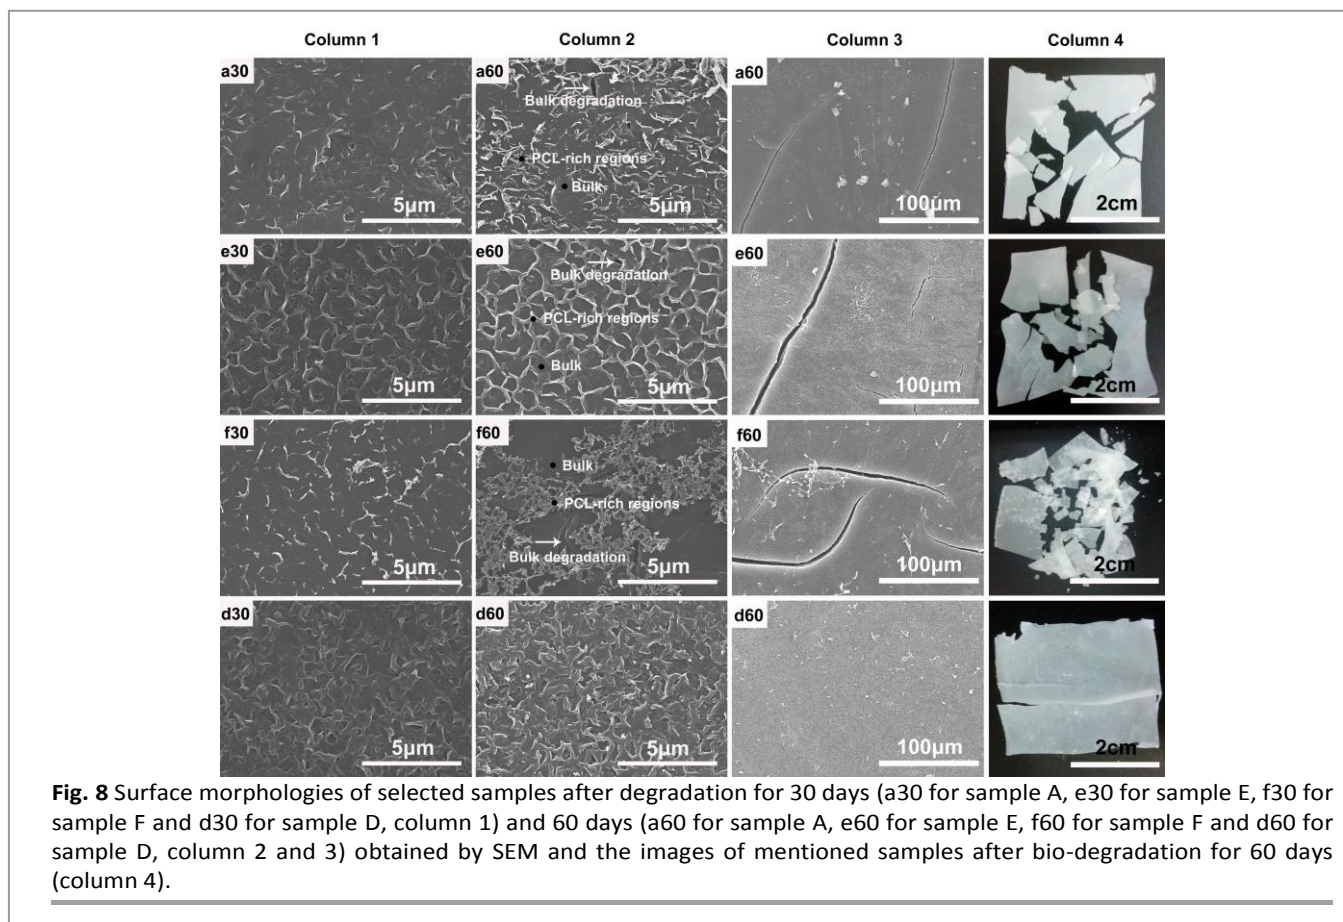 Column 1
Column 2
Column 3
Column 4
a30
5µm
a60
Bulk degradation
PCL-rich regions
Bulk
5µm
a60
100µm
2cm
e30
5µm
e60
Bulk degradation
PCL-rich regions
Bulk
5µm
e60
100µm
2cm
f30
5µm
f60
Bulk
PCL-rich regions
Bulk degradation
5µm
f60
100µm
2cm
d30
5µm
d60
5µm
d60
100µm
2cm
Fig. 8 Surface morphologies of selected samples after degradation for 30 days (a30 for sample A, e30 for sample E, f30 for
sample F and d30 for sample D, column 1) and 60 days (a60 for sample A, e60 for sample E, f60 for sample F and d60 for
sample D, column 2 and 3) obtained by SEM and the images of mentioned samples after bio-degradation for 60 days
(column 4).